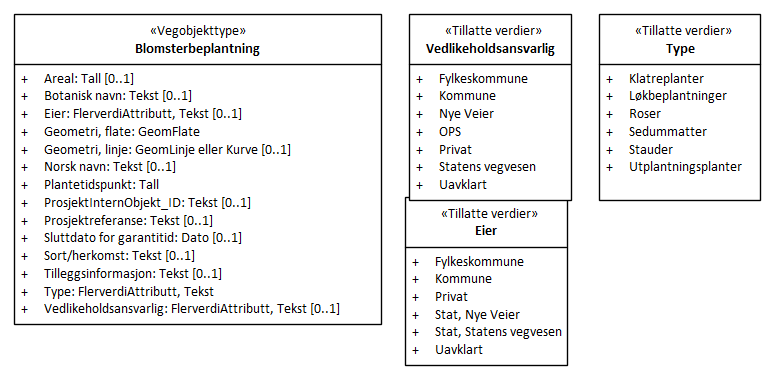 «Vegobjekttype»
Blomsterbeplantning
+ Areal: Tall [0..1]
+ Botanisk navn: Tekst [0..1]
+ Eier: FlerverdiAttributt, Tekst [0..1]
+ Geometri, flate: GeomFlate
+ Geometri, linje: GeomLinje eller Kurve [0..1]
+ Norsk navn: Tekst [0..1]
+ Plantetidspunkt: Tall
+ ProsjektInternObjekt_ID: Tekst [0..1]
+ Prosjektreferanse: Tekst [0..1]
+ Sluttdato for garantitid: Dato [0..1]
+ Sort/herkomst: Tekst [0..1]
+ Tilleggsinformasjon: Tekst [0..1]
+ Type: FlerverdiAttributt, Tekst
+ Vedlikeholdsansvarlig: FlerverdiAttributt, Tekst [0..1]
«Tillatte verdier»
Vedlikeholdsansvarlig
+ Fylkeskommune
+ Kommune
+ Nye Veier
+ OPS
+ Privat
+ Statens vegvesen
+ Uavklart
«Tillatte verdier»
Eier
+ Fylkeskommune
+ Kommune
+ Privat
+ Stat, Nye Veier
+ Stat, Statens vegvesen
+ Uavklart
«Tillatte verdier»
Type
+ Klatreplanter
+ Løkbeplantninger
+ Roser
+ Sedummatter
+ Stauder
+ Utplantningsplanter